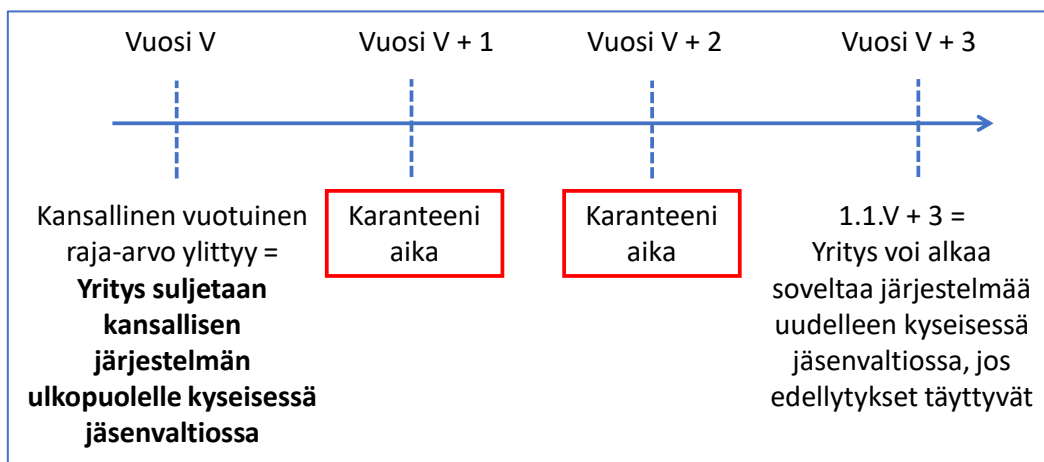 Vuosi V
Vuosi V + 1
Vuosi V + 2
Vuosi V + 3
Kansallinen vuotuinen
raja-arvo ylittyy =
Yritys suljetaan
kansallisen
järjestelmän
ulkopuolelle kyseisessä
jäsenvaltiossa
Karanteeni
aika
Karanteeni
aika
1.1.V + 3 =
Yritys voi alkaa
soveltaa järjestelmää
uudelleen kyseisessä
jäsenvaltiossa, jos
edellytykset täyttyvät